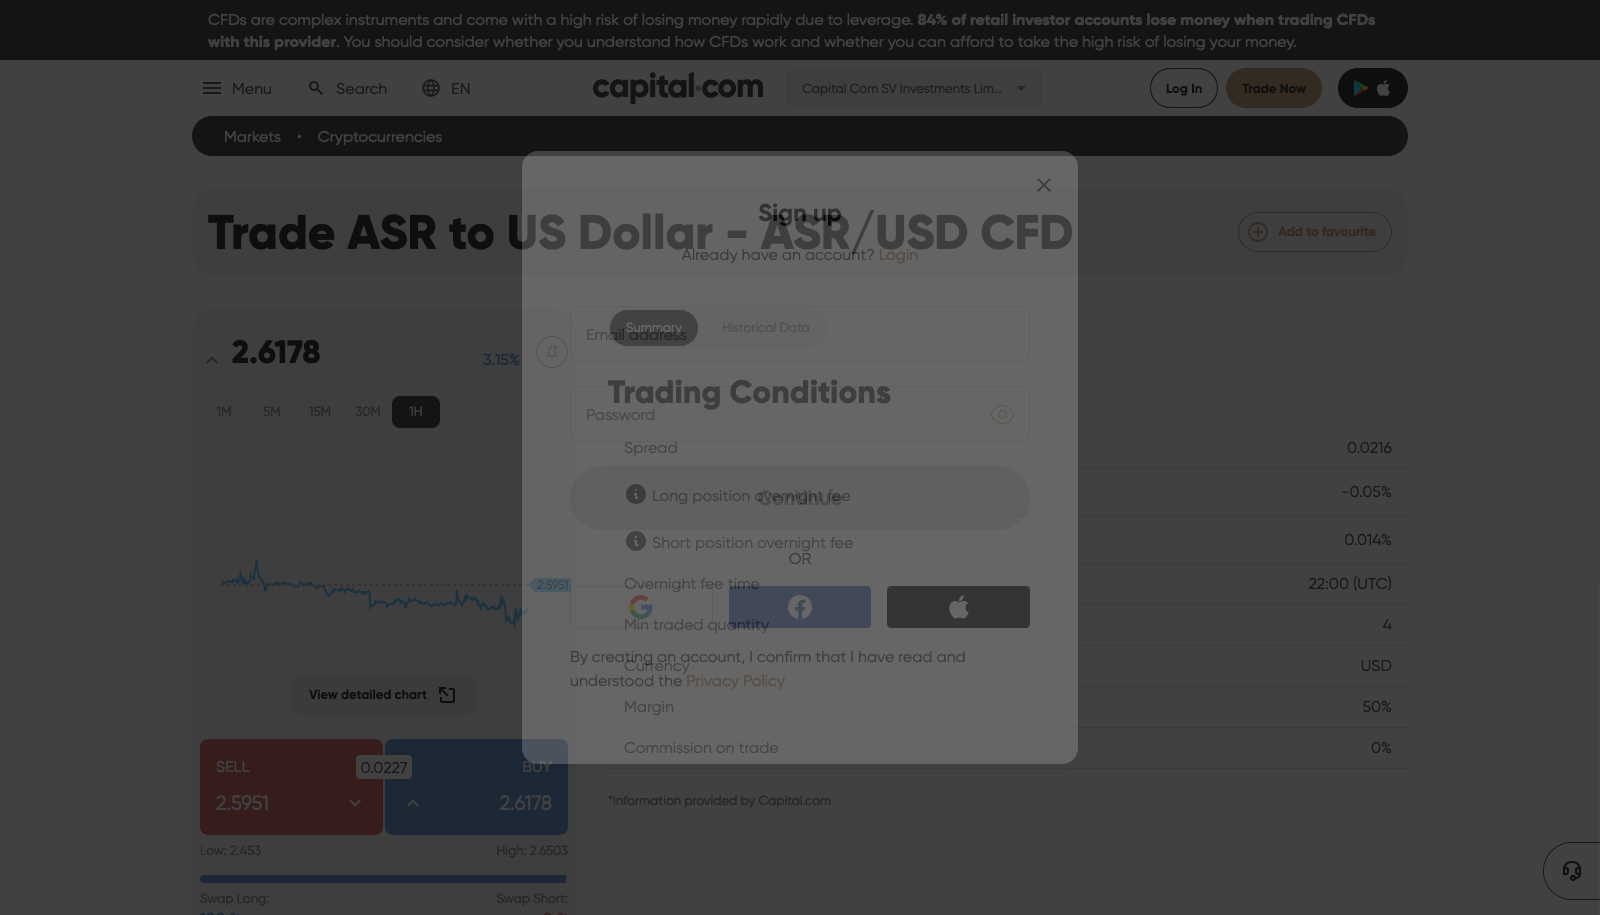 CFDs are complex instruments and come with a high risk of losing money rapidly due to leverage. 84% of retail investor accounts lose money when trading CFDs
with this provider. You should consider whether you understand how CFDs work and whether you can afford to take the high risk of losing your money.
Menu
Search
EN
capital.com
Capital Com SV Investments Lim...
Log In
Trade Now
Markets • Cryptocurrencies
Trade ASR to US Dollar - ASR/USD CFD
Add to favourite
Sign up
Already have an account? Login
Email address
Password
Continue
OR
By creating an account, I confirm that I have read and
understood the Privacy Policy
2.6178
3.15%
1M 5M 15M 30M 1H
2.5951
View detailed chart
SELL
0.0227
BUY
2.5951
2.6178
Low: 2.453
High: 2.6503
Swap Long:
Swap Short:
Summary
Historical Data
Trading Conditions
Spread 0.0216
Long position overnight fee -0.05%
Short position overnight fee 0.014%
Overnight fee time 22:00 (UTC)
Min traded quantity 4
Currency USD
Margin 50%
Commission on trade 0%
*Information provided by Capital.com